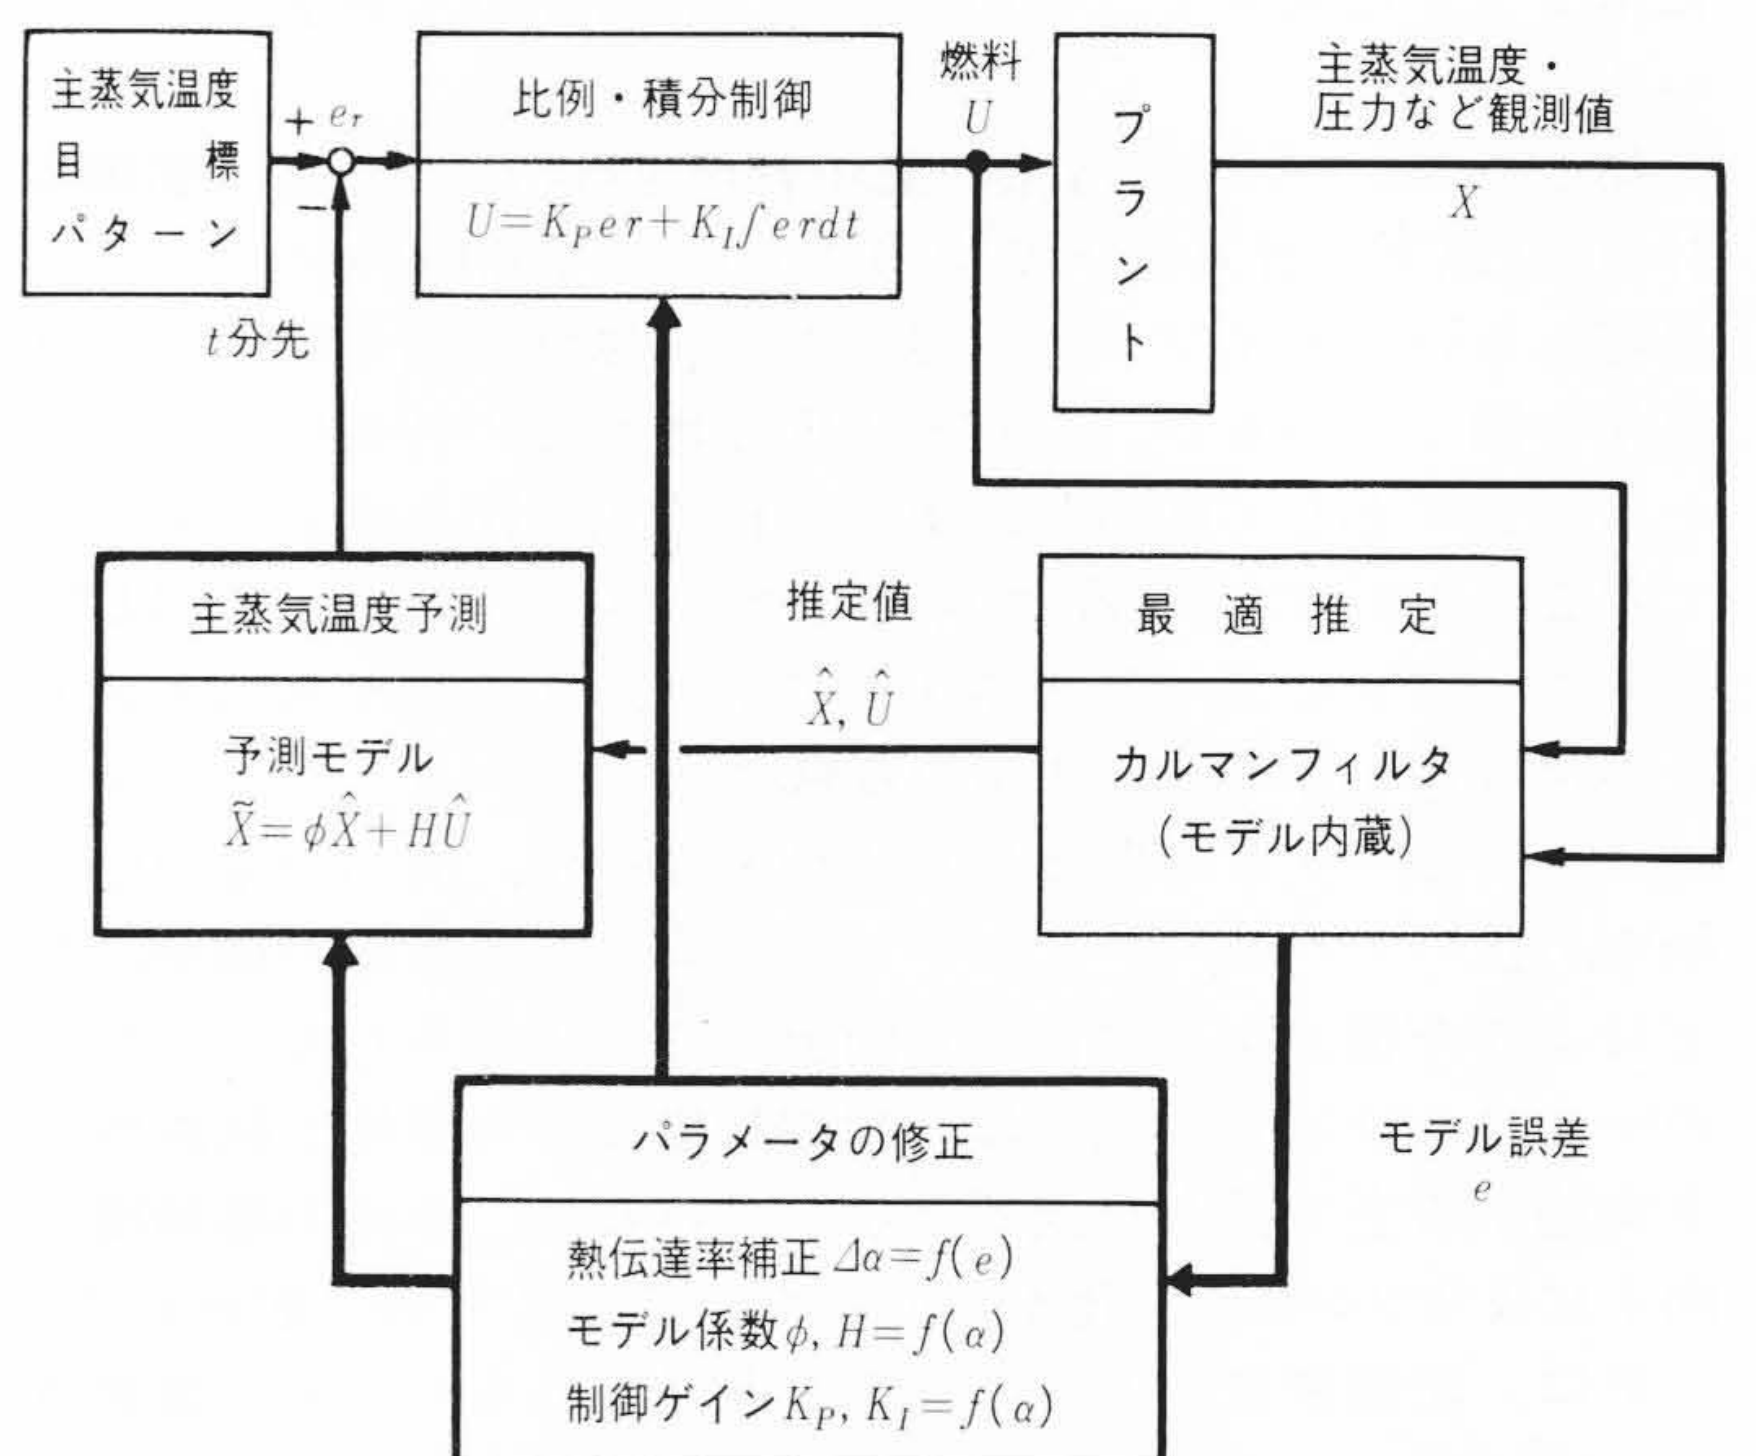 主蒸気温度
目標
パターン
+ er
−
比例・積分制御
U=KPer+KI∫erdt
燃料
U
プラント
主蒸気温度・
圧力など観測値
X
t分先
主蒸気温度予測
予測モデル
X̃=φX̂+HÛ
推定値
X̂, Û
最適推定
カルマンフィルタ
(モデル内蔵)
パラメータの修正
熱伝達率補正 Δα=f(e)
モデル係数φ, H=f(α)
制御ゲインKP, KI=f(α)
モデル誤差
e